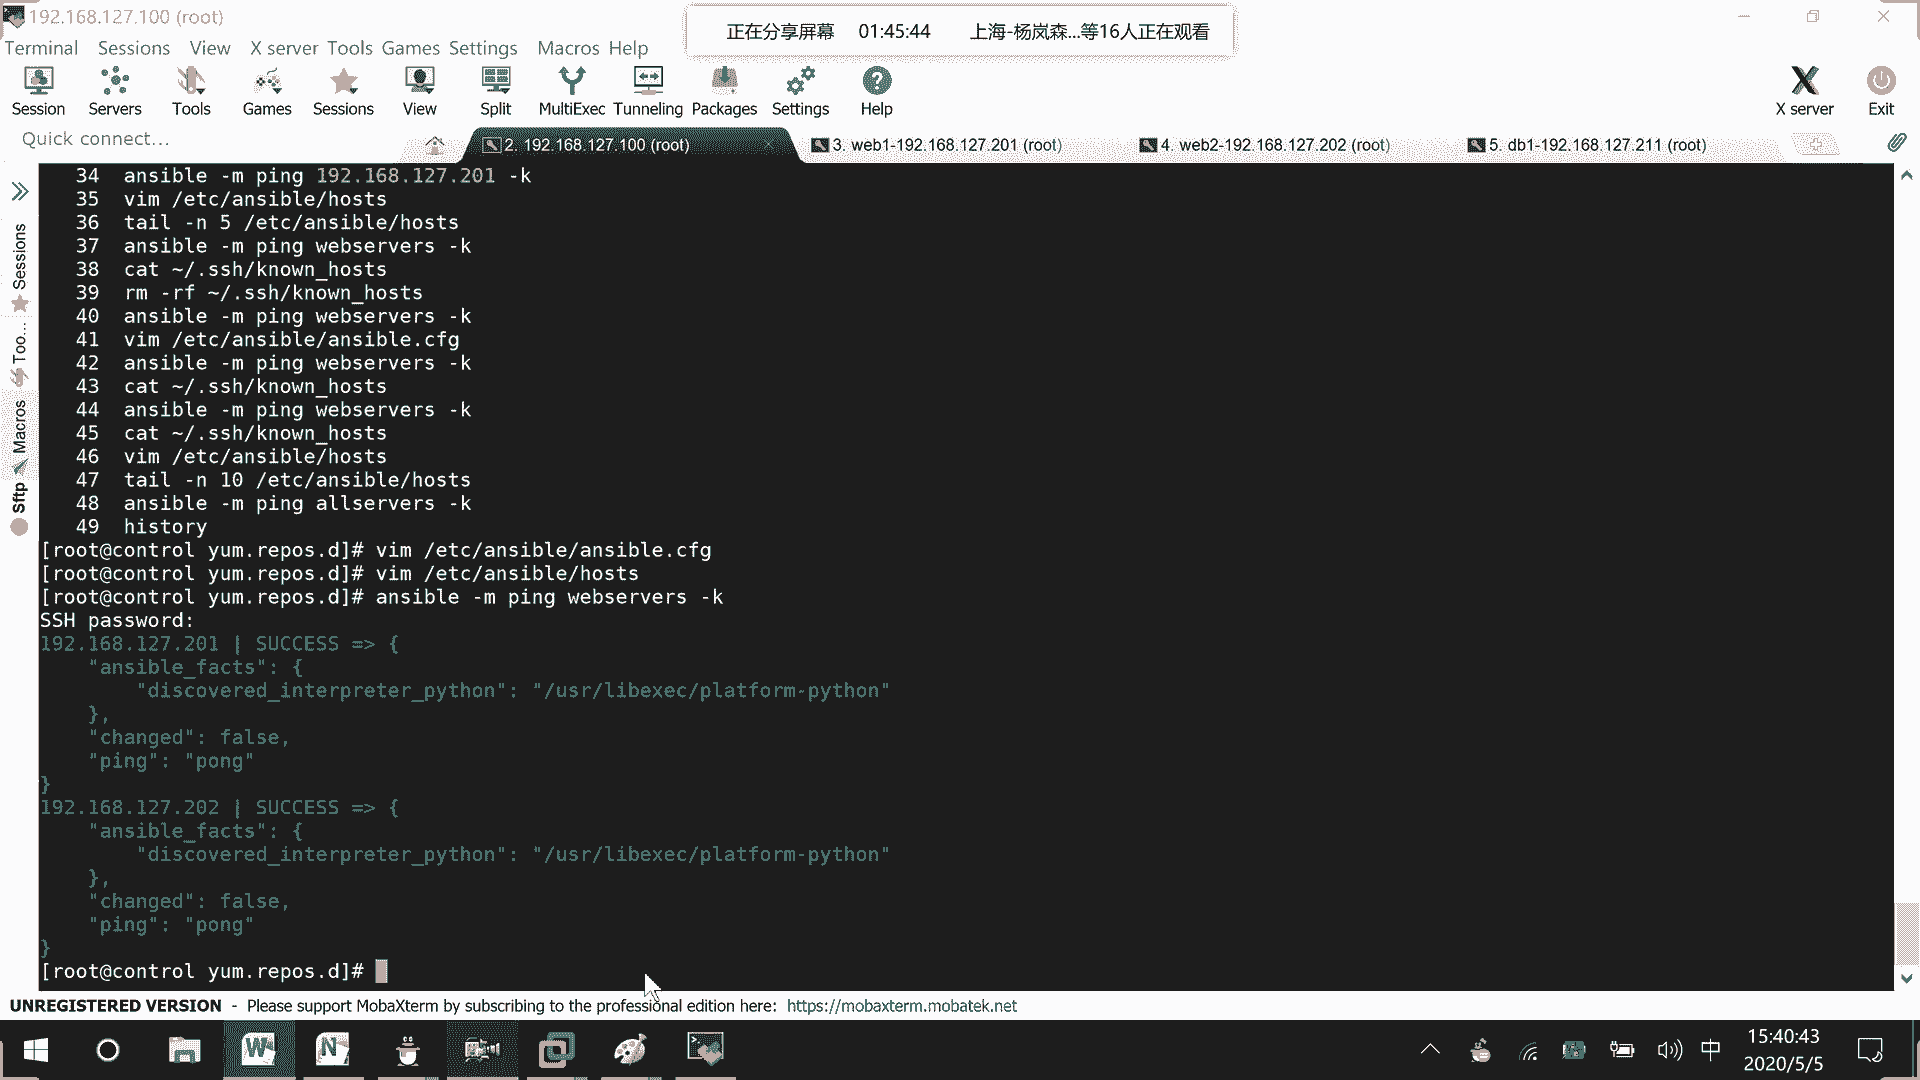 192.168.127.100 (root)
正在分享屏幕 01:45:44 上海-杨岚森...等16人正在观看
Terminal Sessions View X server Tools Games Settings Macros Help
Session Servers Tools Games Sessions View Split MultiExec Tunneling Packages Settings Help X server Exit
Quick connect...
2. 192.168.127.100 (root) 3. web1-192.168.127.201 (root) 4. web2-192.168.127.202 (root) 5. db1-192.168.127.211 (root)
Sessions
Too...
Macros
Sftp
34 ansible -m ping 192.168.127.201 -k
35 vim /etc/ansible/hosts
36 tail -n 5 /etc/ansible/hosts
37 ansible -m ping webservers -k
38 cat ~/.ssh/known_hosts
39 rm -rf ~/.ssh/known_hosts
40 ansible -m ping webservers -k
41 vim /etc/ansible/ansible.cfg
42 ansible -m ping webservers -k
43 cat ~/.ssh/known_hosts
44 ansible -m ping webservers -k
45 cat ~/.ssh/known_hosts
46 vim /etc/ansible/hosts
47 tail -n 10 /etc/ansible/hosts
48 ansible -m ping allservers -k
49 history
[root@control yum.repos.d]# vim /etc/ansible/ansible.cfg
[root@control yum.repos.d]# vim /etc/ansible/hosts
[root@control yum.repos.d]# ansible -m ping webservers -k
SSH password:
192.168.127.201 | SUCCESS => {
    "ansible_facts": {
        "discovered_interpreter_python": "/usr/libexec/platform-python"
    },
    "changed": false,
    "ping": "pong"
}
192.168.127.202 | SUCCESS => {
    "ansible_facts": {
        "discovered_interpreter_python": "/usr/libexec/platform-python"
    },
    "changed": false,
    "ping": "pong"
}
[root@control yum.repos.d]#
UNREGISTERED VERSION - Please support MobaXterm by subscribing to the professional edition here: https://mobaxterm.mobatek.net
中
15:40:43
2020/5/5